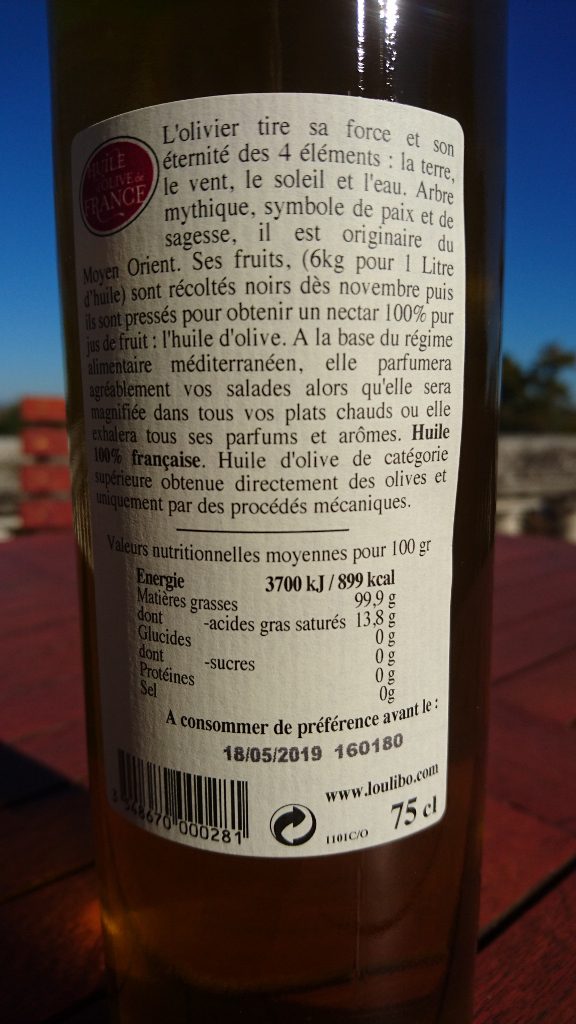 HUILE
D'OLIVE de
FRANCE
L'olivier tire sa force et son
éternité des 4 éléments : la terre,
le vent, le soleil et l'eau. Arbre
mythique, symbole de paix et de
sagesse, il est originaire du
Moyen Orient. Ses fruits, (6kg pour 1 Litre
d'huile) sont récoltés noirs dès novembre puis
ils sont pressés pour obtenir un nectar 100% pur
jus de fruit : l'huile d'olive. A la base du régime
alimentaire méditerranéen, elle parfumera
agréablement vos salades alors qu'elle sera
magnifiée dans tous vos plats chauds ou elle
exhalera tous ses parfums et arômes. Huile
100% française. Huile d'olive de catégorie
supérieure obtenue directement des olives et
uniquement par des procédés mécaniques.
Valeurs nutritionnelles moyennes pour 100 gr
Energie 3700 kJ / 899 kcal
Matières grasses 99,9 g
dont -acides gras saturés 13,8 g
Glucides 0 g
dont -sucres 0 g
Protéines 0 g
Sel 0g
A consommer de préférence avant le :
18/05/2019 160180
www.loulibo.com
3 548670 000281
1101C/O
75 cl